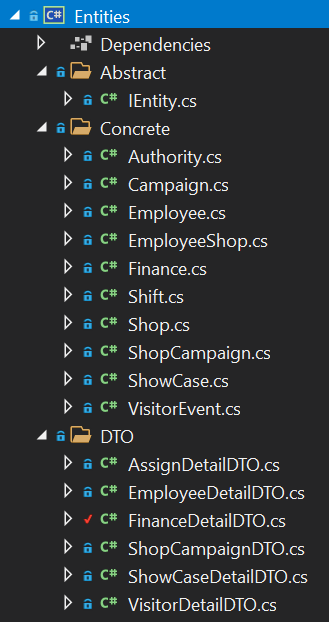 C# Entities
Dependencies
Abstract
C# IEntity.cs
Concrete
C# Authority.cs
C# Campaign.cs
C# Employee.cs
C# EmployeeShop.cs
C# Finance.cs
C# Shift.cs
C# Shop.cs
C# ShopCampaign.cs
C# ShowCase.cs
C# VisitorEvent.cs
DTO
C# AssignDetailDTO.cs
C# EmployeeDetailDTO.cs
C# FinanceDetailDTO.cs
C# ShopCampaignDTO.cs
C# ShowCaseDetailDTO.cs
C# VisitorDetailDTO.cs